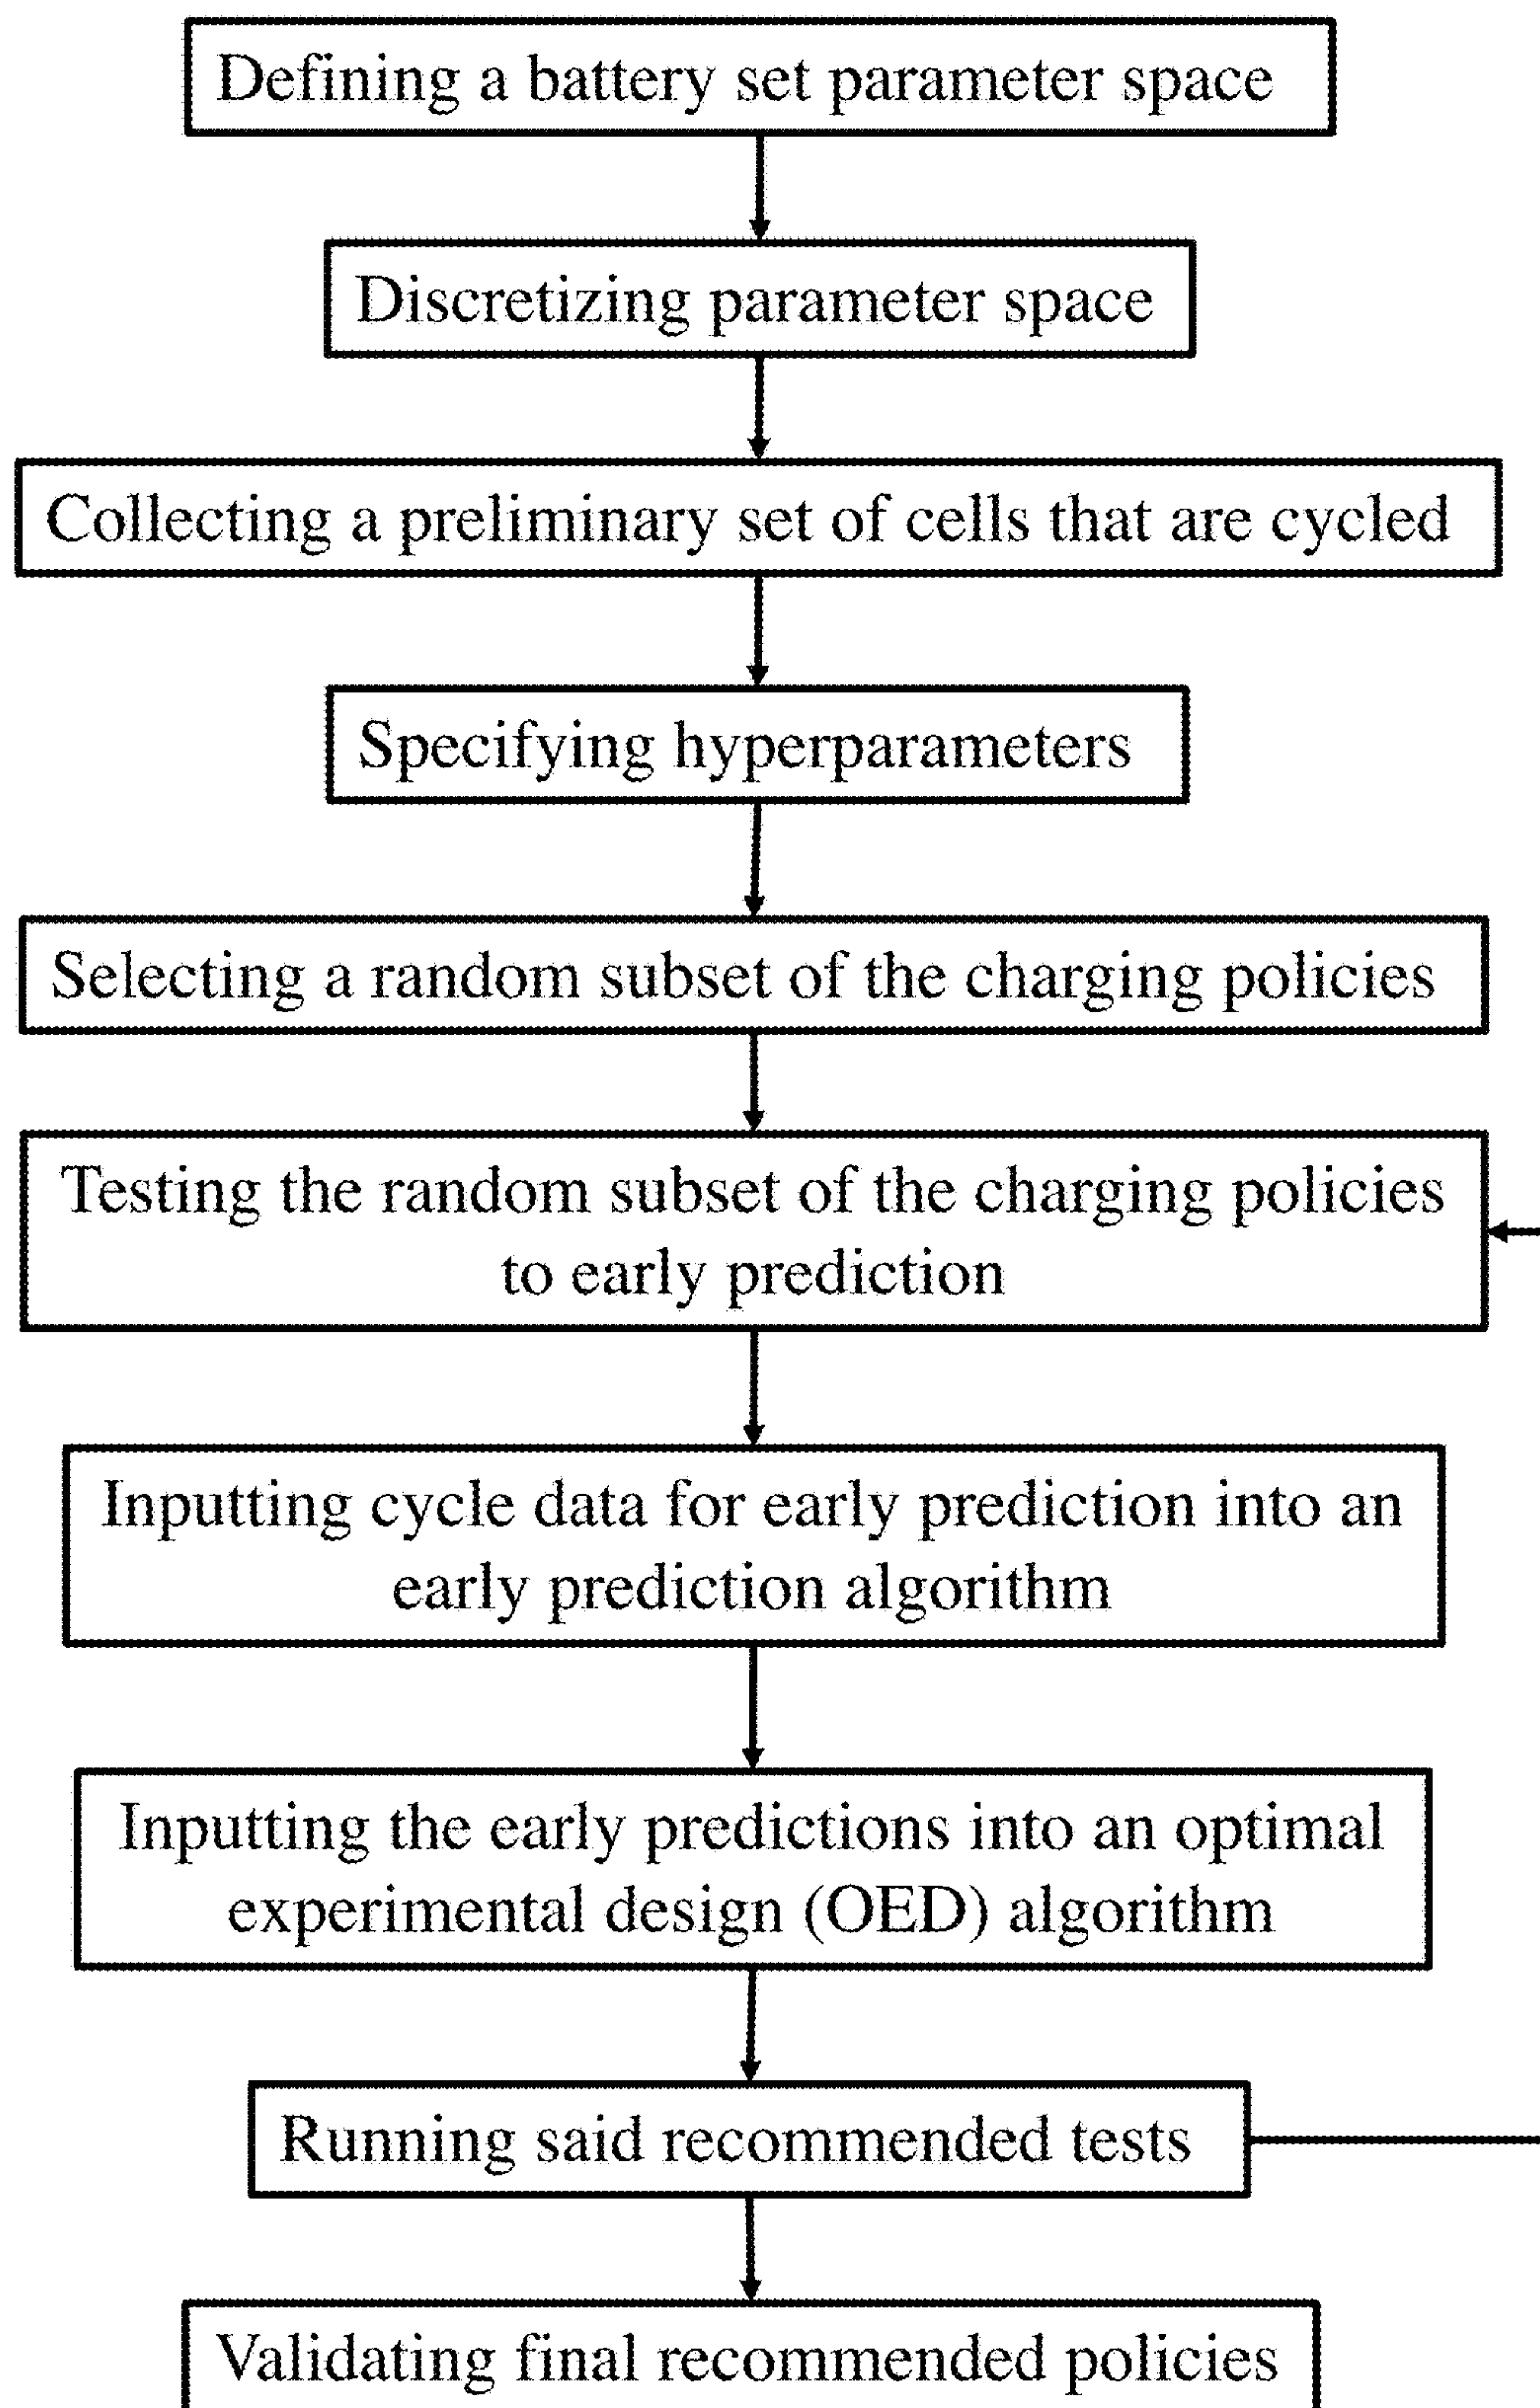 Defining a battery set parameter space
Discretizing parameter space
Collecting a preliminary set of cells that are cycled
Specifying hyperparameters
Selecting a random subset of the charging policies
Testing the random subset of the charging policies
to early prediction
Inputting cycle data for early prediction into an
early prediction algorithm
Inputting the early predictions into an optimal
experimental design (OED) algorithm
Running said recommended tests
Validating final recommended policies